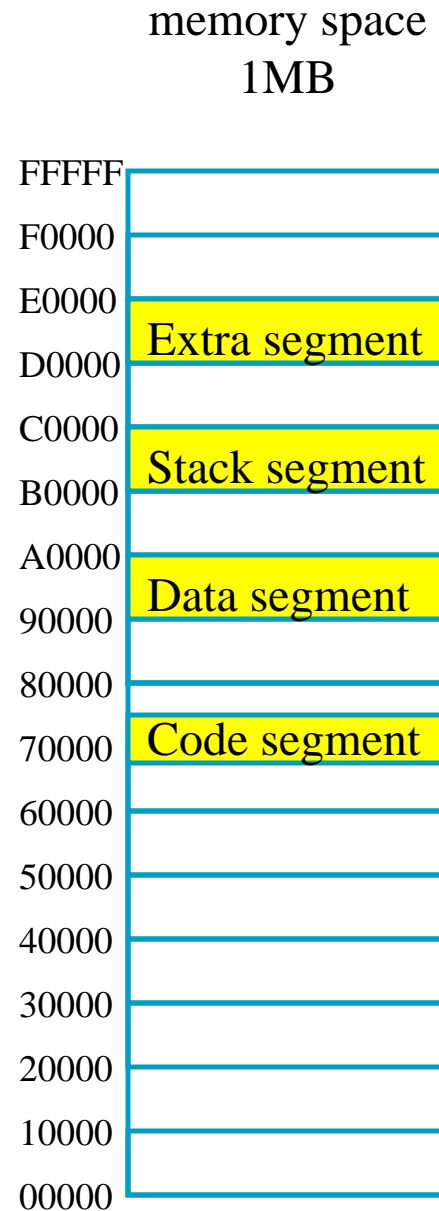 memory space
1MB
FFFFF
F0000
E0000
Extra segment
D0000
C0000
Stack segment
B0000
A0000
Data segment
90000
80000
Code segment
70000
60000
50000
40000
30000
20000
10000
00000